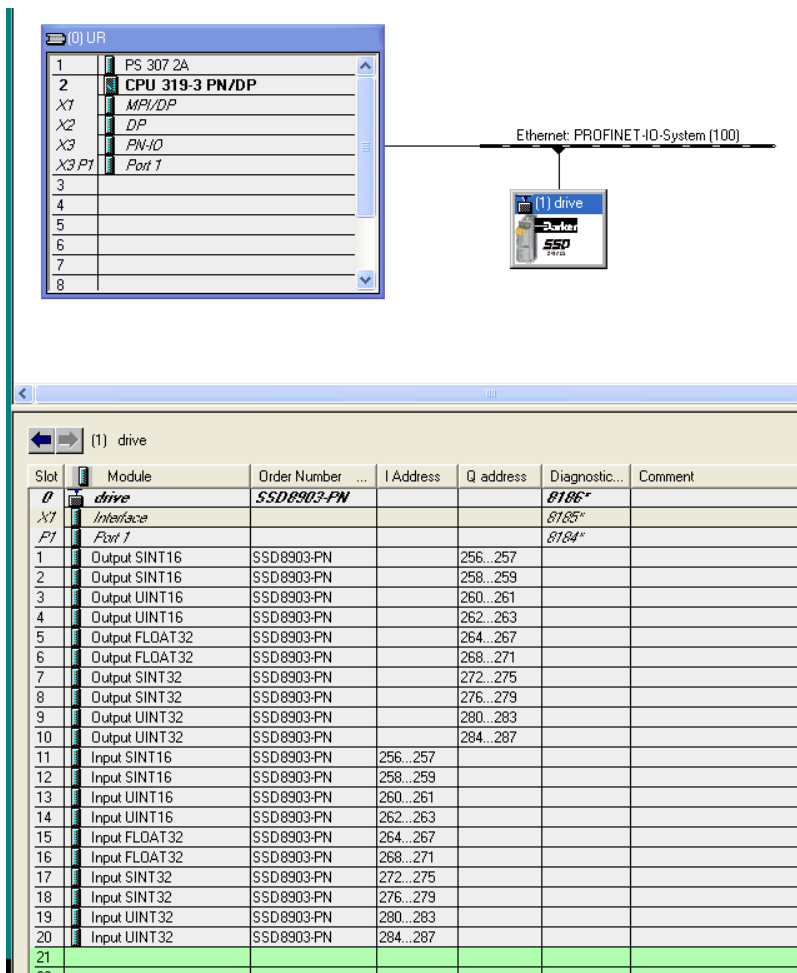 (0) UR
1 PS 307 2A
2 CPU 319-3 PN/DP
X1 MPI/DP
X2 DP
X3 PN-IO
X3 P1 Port 1
3
4
5
6
7
8
Ethernet: PROFINET-IO-System (100)
(1) drive
Parker
SSD
(1) drive
Slot Module Order Number ... I Address Q address Diagnostic... Comment
0 drive SSD8903-PN 8186*
X1 Interface 8185*
P1 Port 1 8184*
1 Output SINT16 SSD8903-PN 256...257
2 Output SINT16 SSD8903-PN 258...259
3 Output UINT16 SSD8903-PN 260...261
4 Output UINT16 SSD8903-PN 262...263
5 Output FLOAT32 SSD8903-PN 264...267
6 Output FLOAT32 SSD8903-PN 268...271
7 Output SINT32 SSD8903-PN 272...275
8 Output SINT32 SSD8903-PN 276...279
9 Output UINT32 SSD8903-PN 280...283
10 Output UINT32 SSD8903-PN 284...287
11 Input SINT16 SSD8903-PN 256...257
12 Input SINT16 SSD8903-PN 258...259
13 Input UINT16 SSD8903-PN 260...261
14 Input UINT16 SSD8903-PN 262...263
15 Input FLOAT32 SSD8903-PN 264...267
16 Input FLOAT32 SSD8903-PN 268...271
17 Input SINT32 SSD8903-PN 272...275
18 Input SINT32 SSD8903-PN 276...279
19 Input UINT32 SSD8903-PN 280...283
20 Input UINT32 SSD8903-PN 284...287
21